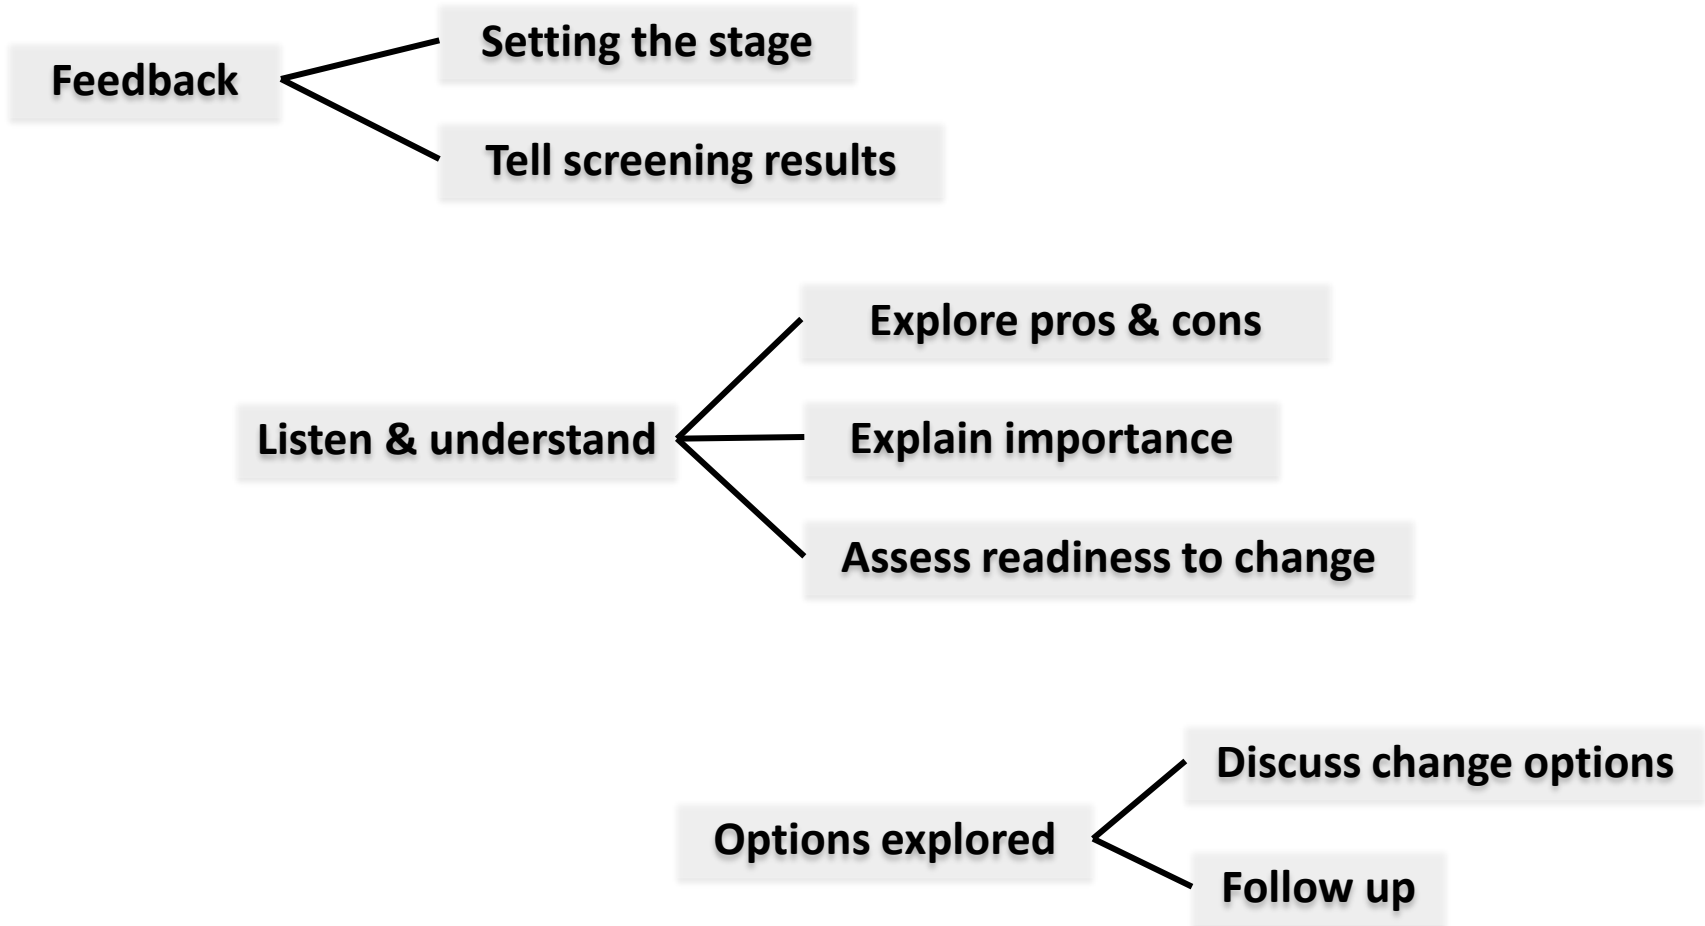 Feedback
Setting the stage
Tell screening results
Listen & understand
Explore pros & cons
Explain importance
Assess readiness to change
Options explored
Discuss change options
Follow up